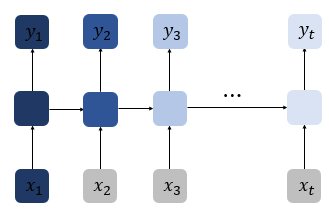 y₁ y₂ y₃ yₜ
...
x₁ x₂ x₃ xₜ